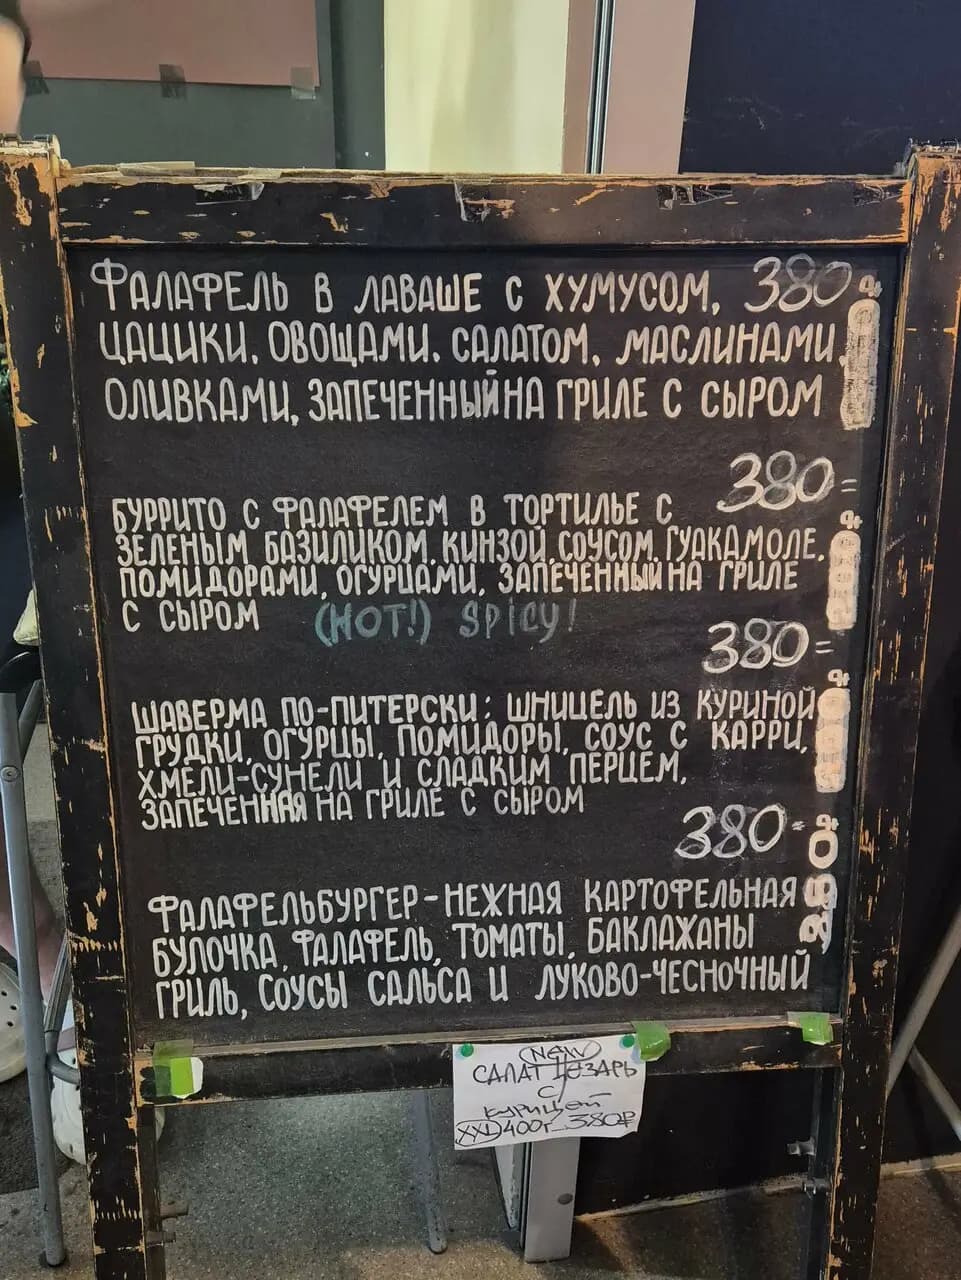 Фалафель в лаваше с хумусом, 380
цацики, овощами, салатом, маслинами,
оливками, запеченный на гриле с сыром
380=
Буррито с фалафелем в тортилье с
зеленым базиликом, кинзой, соусом, гуакамоле,
помидорами, огурцами, запеченный на гриле
с сыром (HOT!) Spicy!
380=
Шаверма по-питерски: шницель из куриной
грудки, огурцы, помидоры, соус с карри,
хмели-сунели и сладким перцем,
запеченная на гриле с сыром
380=
Фалафельбургер-нежная картофельная
булочка, фалафель, томаты, баклажаны
гриль, соусы сальса и луково-чесночный
NEW
САЛАТ ЦЕЗАРЬ
С
КУРИЦЕЙ
XXL 400г_380₽